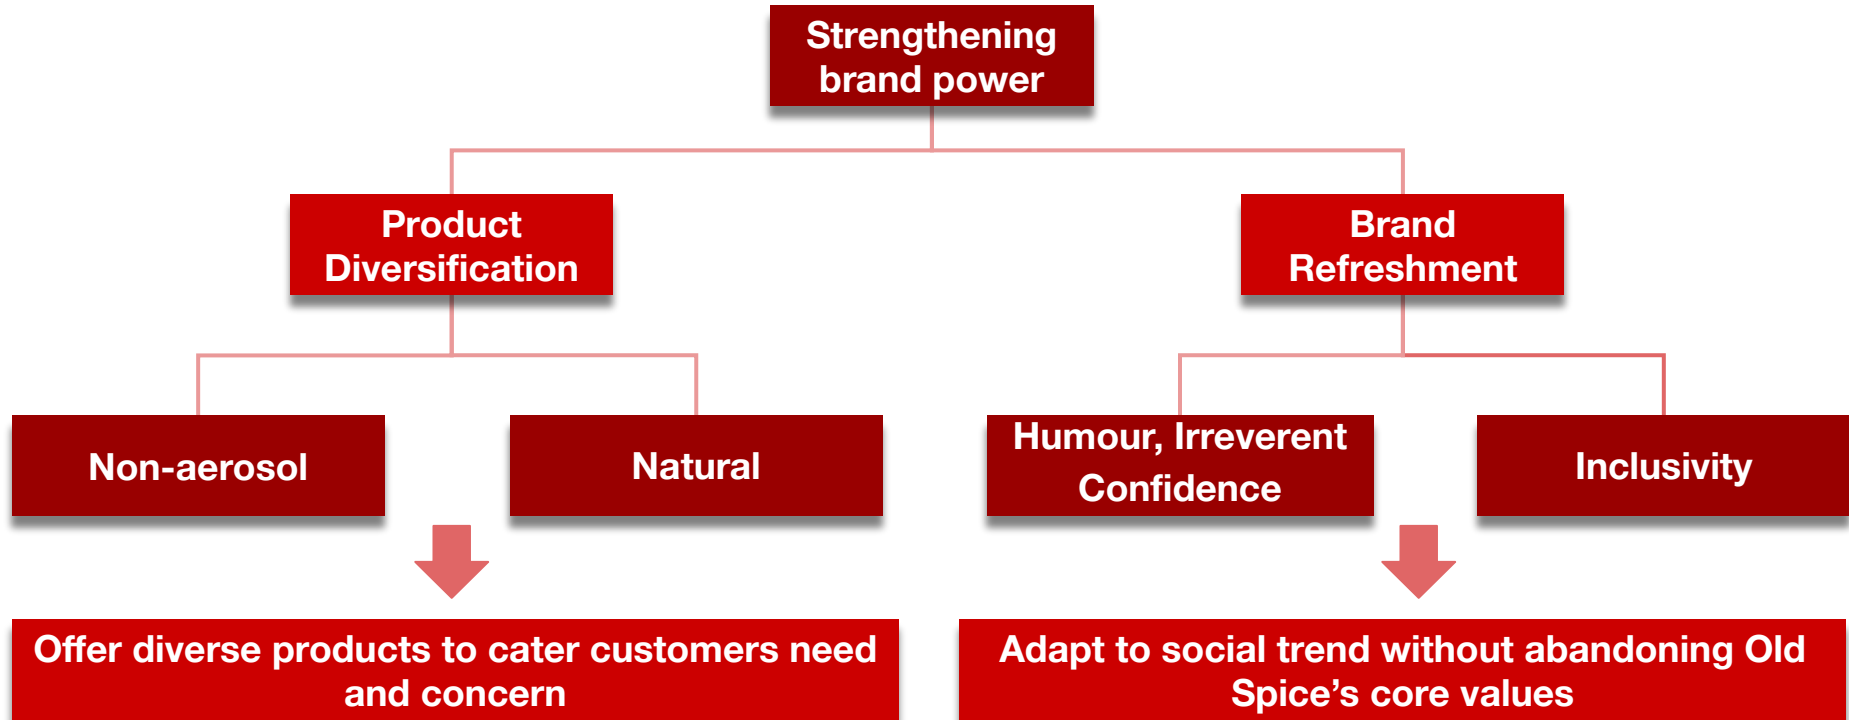 Strengthening
brand power
Product
Diversification
Brand
Refreshment
Non-aerosol
Natural
Humour, Irreverent
Confidence
Inclusivity
Offer diverse products to cater customers need
and concern
Adapt to social trend without abandoning Old
Spice’s core values